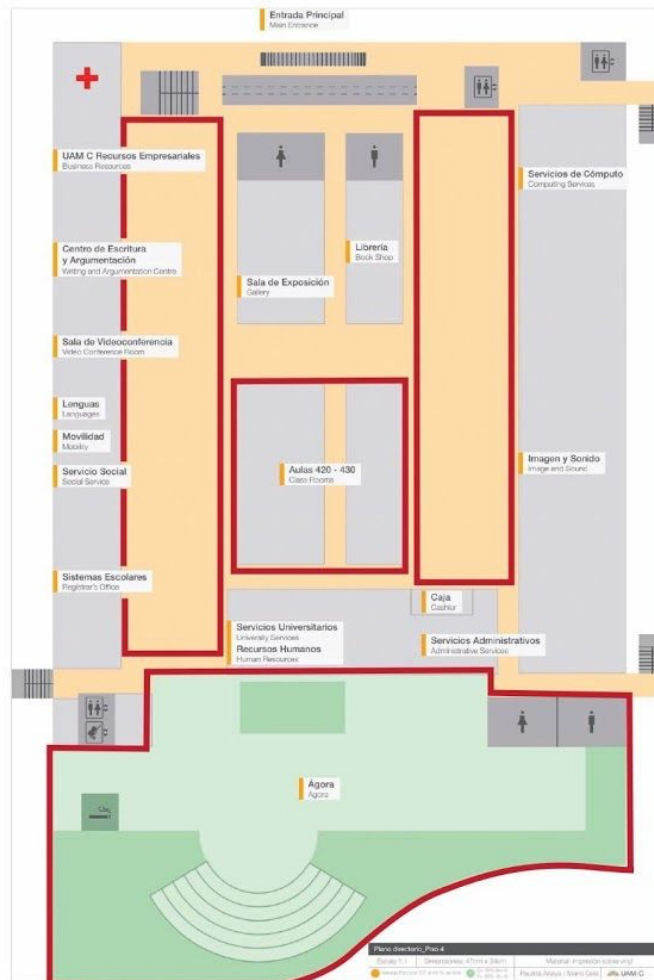 Entrada Principal
Main Entrance
UAM C Recursos Empresariales
Business Resources
Servicios de Cómputo
Computing Services
Centro de Escritura
y Argumentación
Writing and Argumentation Centre
Librería
Book Shop
Sala de Exposición
Gallery
Sala de Videoconferencia
Video Conference Room
Lenguas
Languages
Movilidad
Mobility
Servicio Social
Social Service
Aulas 420 - 430
Class Rooms
Imagen y Sonido
Image and Sound
Sistemas Escolares
Registrar's Office
Caja
Cashier
Servicios Universitarios
University Services
Recursos Humanos
Human Resources
Servicios Administrativos
Administrative Services
Ágora
Agora
Plano directorio_Piso 4
Escala 1:1
Dimensiones: 47cm x 34cm
Material: impresión sobre vinyl
UAM-C